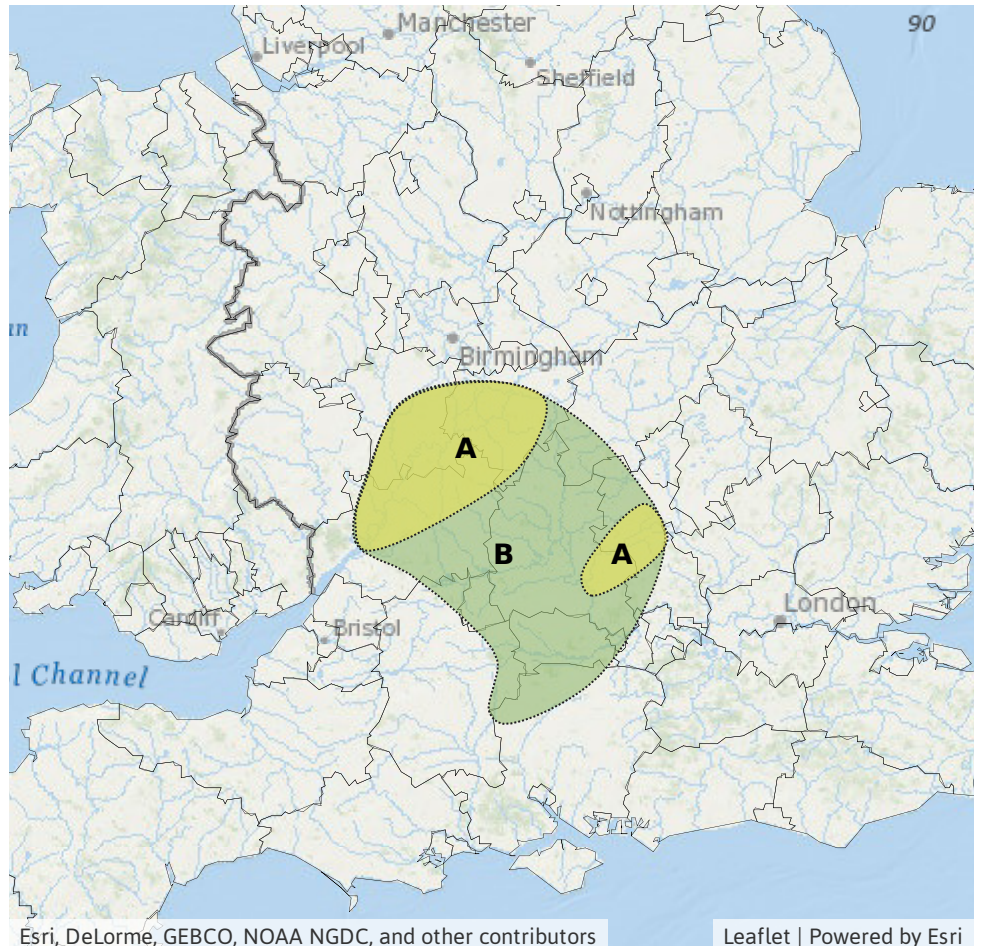 Manchester
90
Liverpool
Sheffield
Nottingham
an
Birmingham
A
B
A
London
Cardiff
Bristol
l Channel
Esri, DeLorme, GEBCO, NOAA NGDC, and other contributors
Leaflet | Powered by Esri